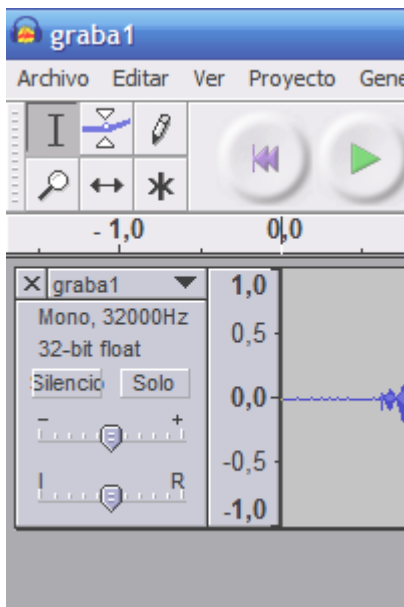 graba1
Archivo Editar Ver Proyecto Gene
- 1,0 0,0
graba1
Mono, 32000Hz
32-bit float
Silencio Solo
- +
I R
1,0
0,5
0,0
-0,5
-1,0